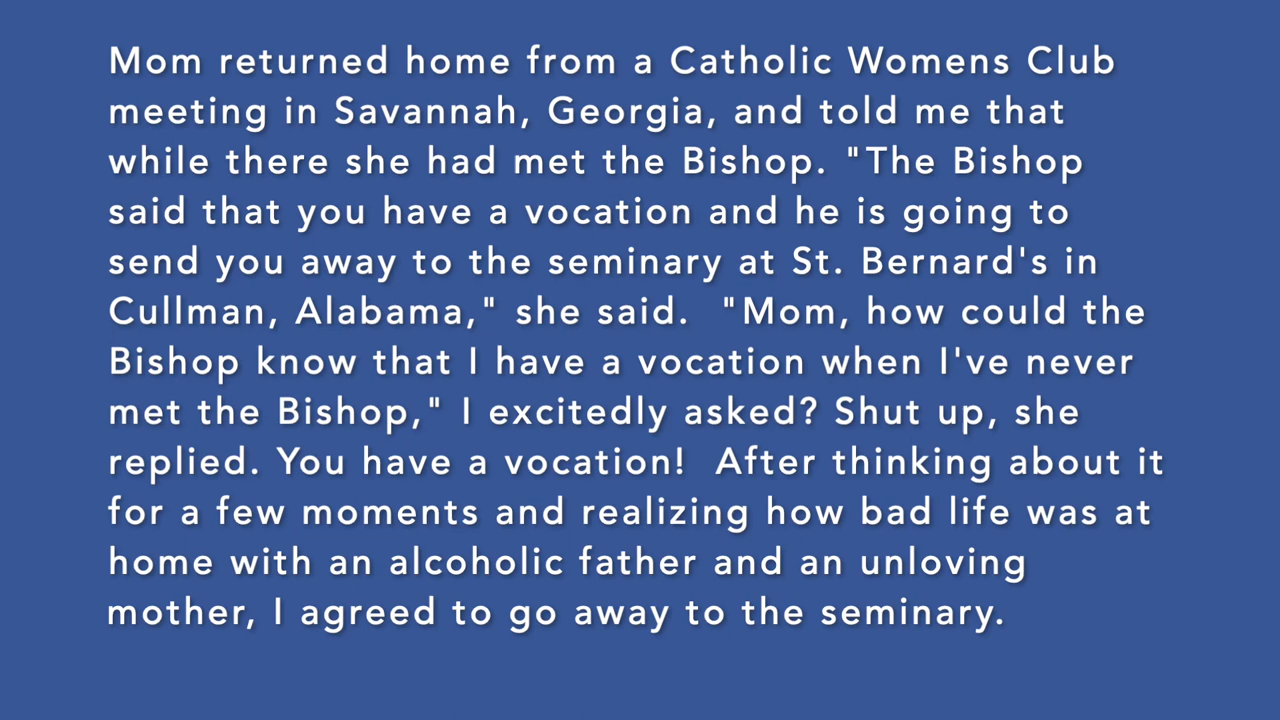 Mom returned home from a Catholic Womens Club
meeting in Savannah, Georgia, and told me that
while there she had met the Bishop. "The Bishop
said that you have a vocation and he is going to
send you away to the seminary at St. Bernard's in
Cullman, Alabama," she said.  "Mom, how could the
Bishop know that I have a vocation when I've never
met the Bishop," I excitedly asked? Shut up, she
replied. You have a vocation!  After thinking about it
for a few moments and realizing how bad life was at
home with an alcoholic father and an unloving
mother, I agreed to go away to the seminary.